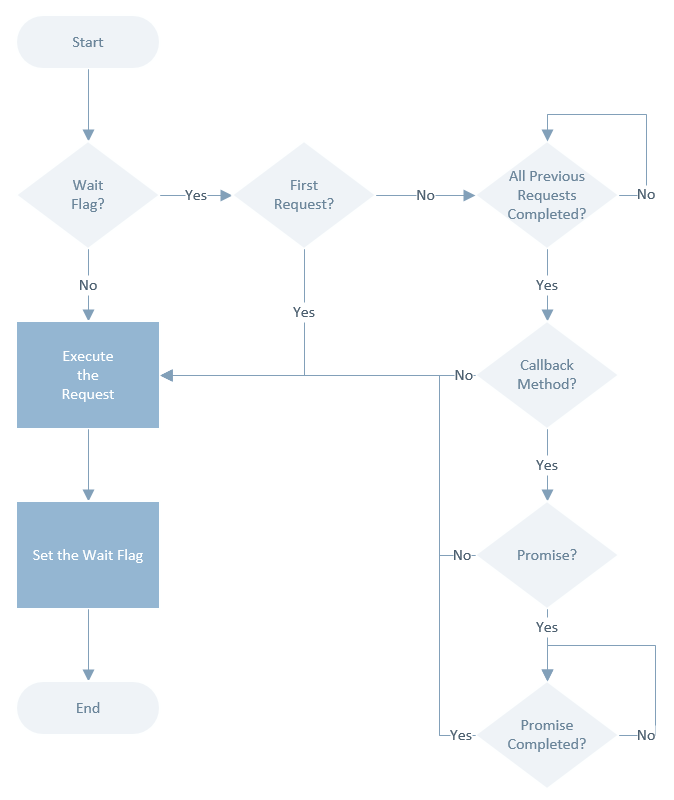 Start
Wait
Flag?
Yes
First
Request?
No
All Previous
Requests
Completed?
No
No
Yes
Yes
Execute
the
Request
No
Callback
Method?
Yes
Set the Wait Flag
No
Promise?
Yes
End
Yes
Promise
Completed?
No